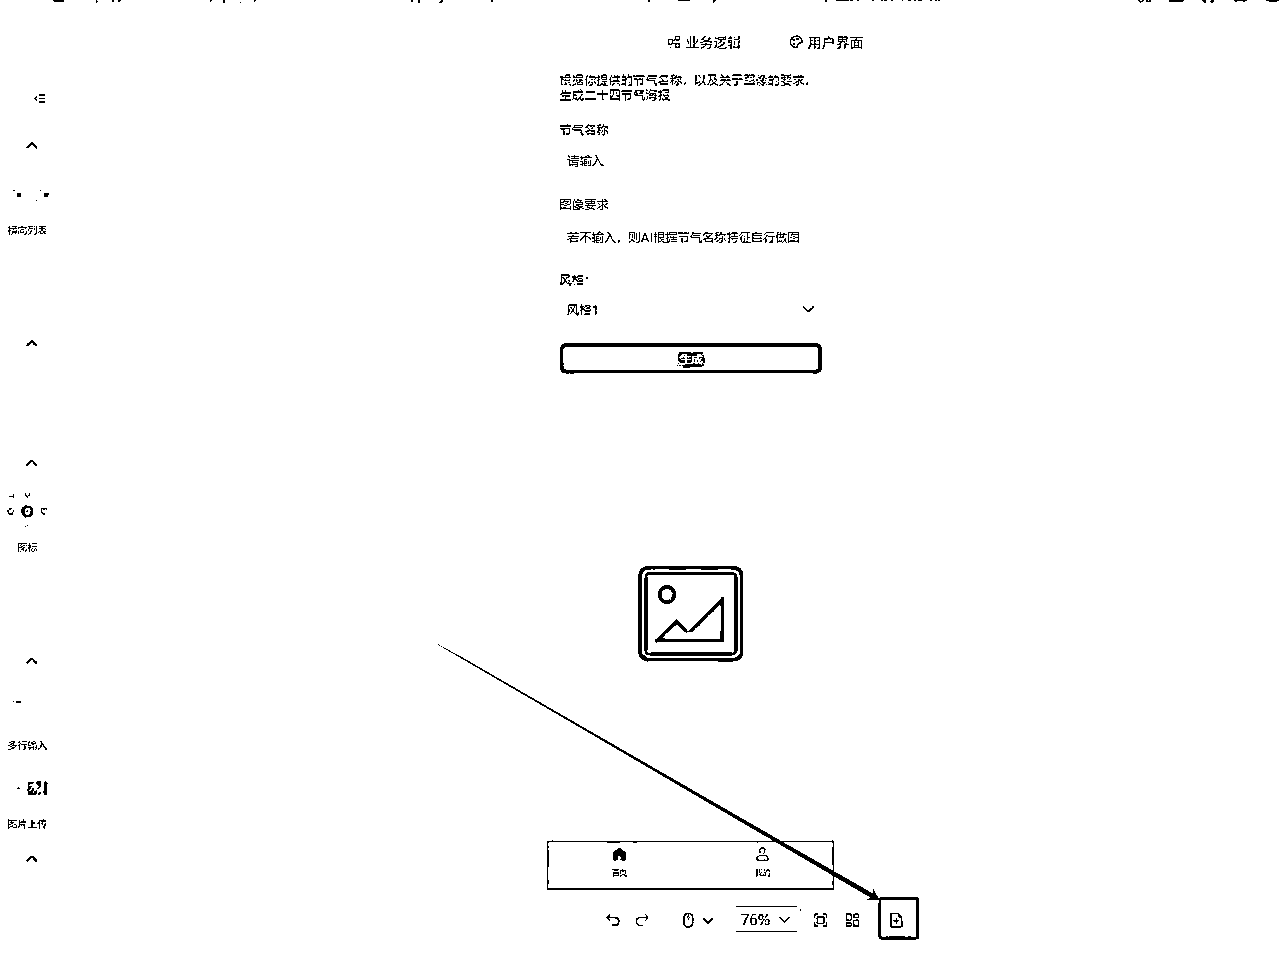 业务逻辑
用户界面
根据你提供的节气名称，以及关于图像的要求，
生成二十四节气海报
节气名称
请输入
图像要求
若不输入，则AI根据节气名称特征自行做图
风格*
风格1
生成
横向列表
图标
多行输入
图片上传
首页
我的
76%